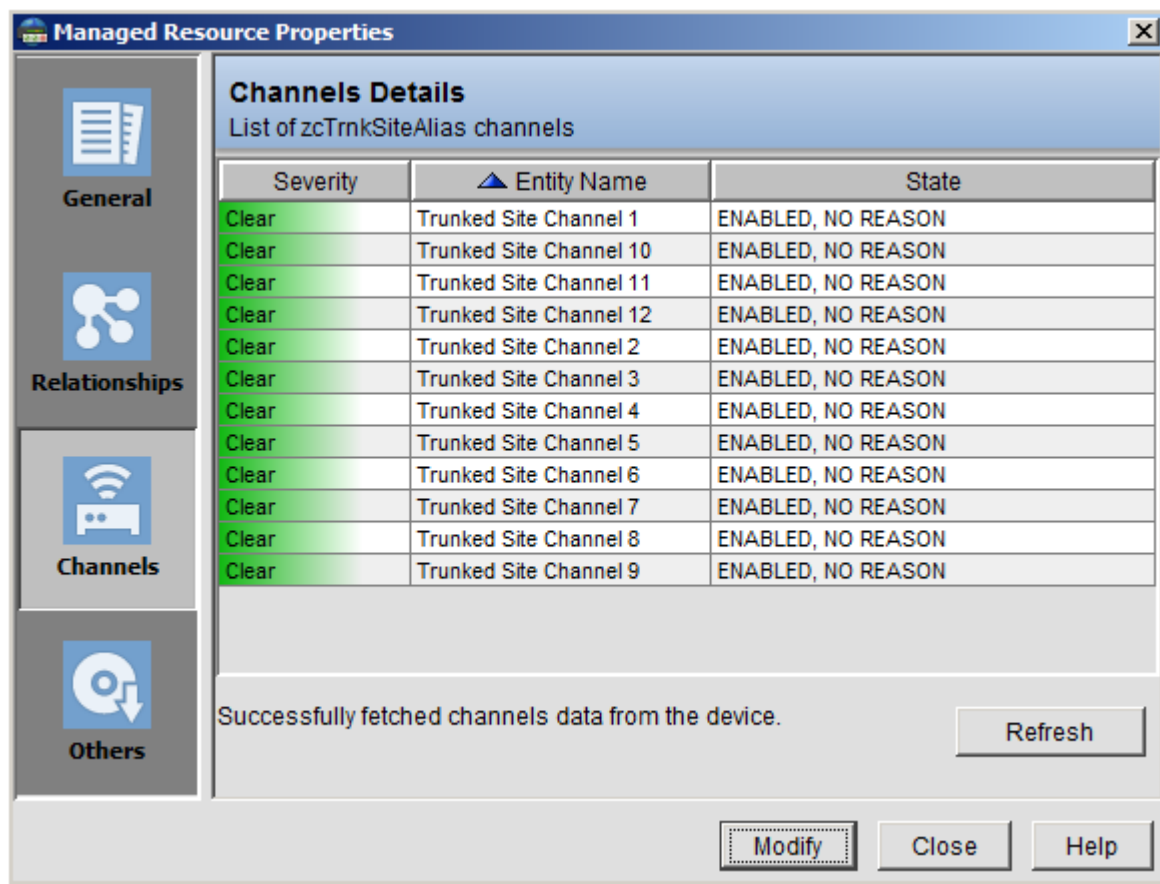 Managed Resource Properties
General
Relationships
Channels
Others
Channels Details
List of zcTrnkSiteAlias channels
Severity Entity Name State
Clear Trunked Site Channel 1 ENABLED, NO REASON
Clear Trunked Site Channel 10 ENABLED, NO REASON
Clear Trunked Site Channel 11 ENABLED, NO REASON
Clear Trunked Site Channel 12 ENABLED, NO REASON
Clear Trunked Site Channel 2 ENABLED, NO REASON
Clear Trunked Site Channel 3 ENABLED, NO REASON
Clear Trunked Site Channel 4 ENABLED, NO REASON
Clear Trunked Site Channel 5 ENABLED, NO REASON
Clear Trunked Site Channel 6 ENABLED, NO REASON
Clear Trunked Site Channel 7 ENABLED, NO REASON
Clear Trunked Site Channel 8 ENABLED, NO REASON
Clear Trunked Site Channel 9 ENABLED, NO REASON
Successfully fetched channels data from the device.
Refresh
Modify Close Help